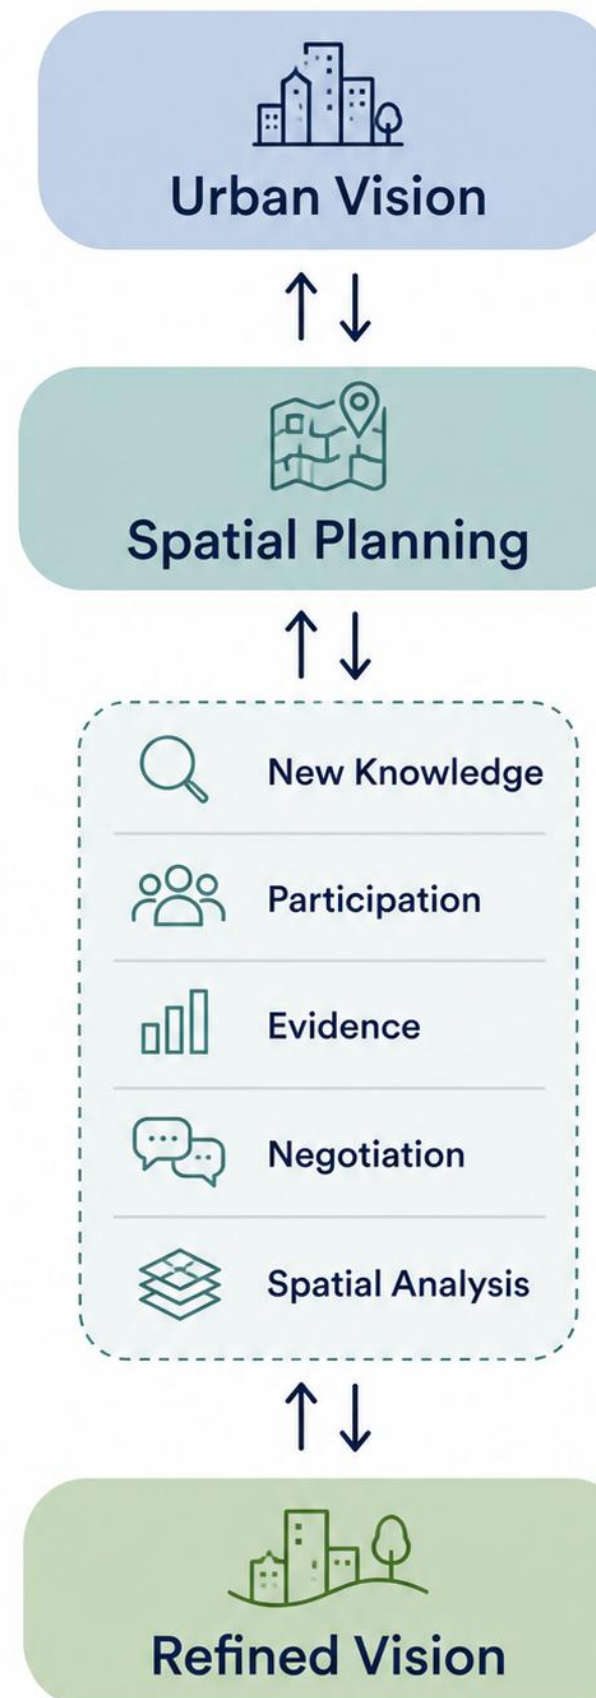 Urban Vision
Spatial Planning
New Knowledge
Participation
Evidence
Negotiation
Spatial Analysis
Refined Vision